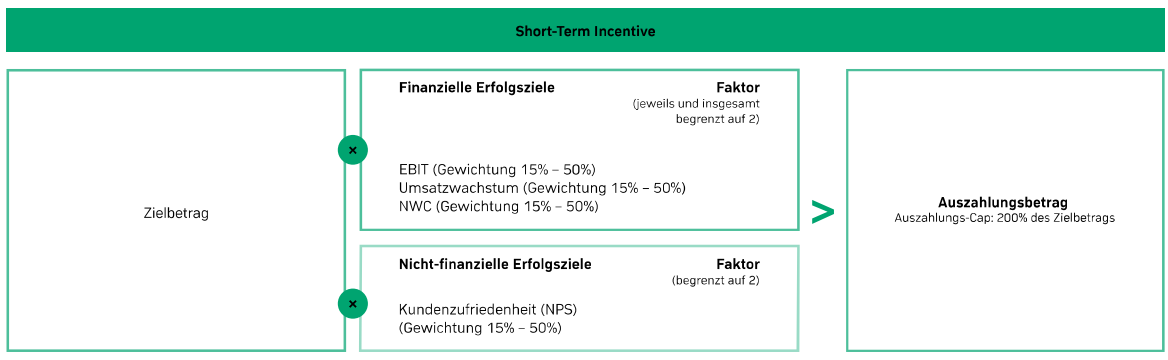 Short-Term Incentive
Zielbetrag
×
Finanzielle Erfolgsziele Faktor
(jeweils und insgesamt
begrenzt auf 2)
EBIT (Gewichtung 15% – 50%)
Umsatzwachstum (Gewichtung 15% – 50%)
NWC (Gewichtung 15% – 50%)
×
Nicht-finanzielle Erfolgsziele Faktor
(begrenzt auf 2)
Kundenzufriedenheit (NPS)
(Gewichtung 15% – 50%)
>
Auszahlungsbetrag
Auszahlungs-Cap: 200% des Zielbetrags